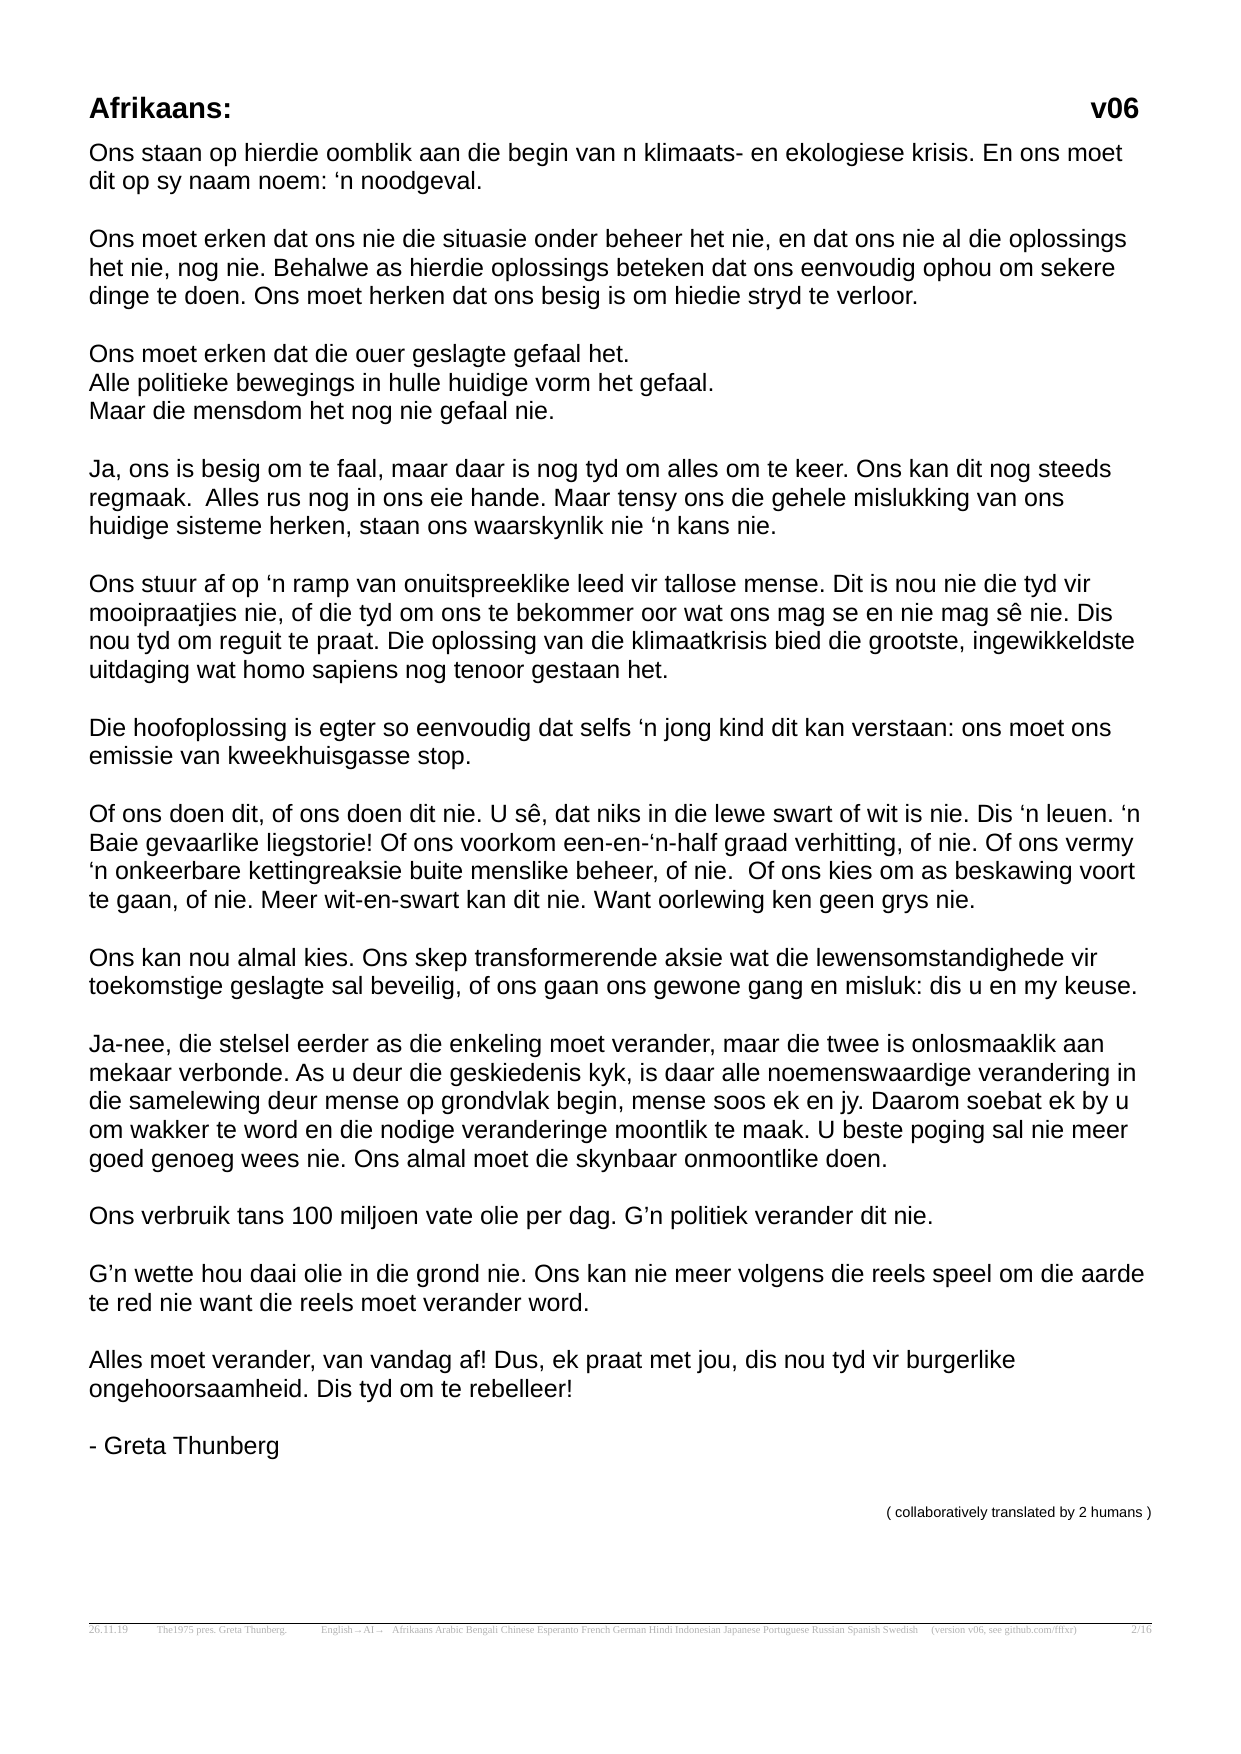 Afrikaans: v06
Ons staan op hierdie oomblik aan die begin van n klimaats- en ekologiese krisis. En ons moet
dit op sy naam noem: ‘n noodgeval.
Ons moet erken dat ons nie die situasie onder beheer het nie, en dat ons nie al die oplossings
het nie, nog nie. Behalwe as hierdie oplossings beteken dat ons eenvoudig ophou om sekere
dinge te doen. Ons moet herken dat ons besig is om hiedie stryd te verloor.
Ons moet erken dat die ouer geslagte gefaal het.
Alle politieke bewegings in hulle huidige vorm het gefaal.
Maar die mensdom het nog nie gefaal nie.
Ja, ons is besig om te faal, maar daar is nog tyd om alles om te keer. Ons kan dit nog steeds
regmaak.  Alles rus nog in ons eie hande. Maar tensy ons die gehele mislukking van ons
huidige sisteme herken, staan ons waarskynlik nie ‘n kans nie.
Ons stuur af op ‘n ramp van onuitspreeklike leed vir tallose mense. Dit is nou nie die tyd vir
mooipraatjies nie, of die tyd om ons te bekommer oor wat ons mag se en nie mag sê nie. Dis
nou tyd om reguit te praat. Die oplossing van die klimaatkrisis bied die grootste, ingewikkeldste
uitdaging wat homo sapiens nog tenoor gestaan het.
Die hoofoplossing is egter so eenvoudig dat selfs ‘n jong kind dit kan verstaan: ons moet ons
emissie van kweekhuisgasse stop.
Of ons doen dit, of ons doen dit nie. U sê, dat niks in die lewe swart of wit is nie. Dis ‘n leuen. ‘n
Baie gevaarlike liegstorie! Of ons voorkom een-en-‘n-half graad verhitting, of nie. Of ons vermy
‘n onkeerbare kettingreaksie buite menslike beheer, of nie.  Of ons kies om as beskawing voort
te gaan, of nie. Meer wit-en-swart kan dit nie. Want oorlewing ken geen grys nie.
Ons kan nou almal kies. Ons skep transformerende aksie wat die lewensomstandighede vir
toekomstige geslagte sal beveilig, of ons gaan ons gewone gang en misluk: dis u en my keuse.
Ja-nee, die stelsel eerder as die enkeling moet verander, maar die twee is onlosmaaklik aan
mekaar verbonde. As u deur die geskiedenis kyk, is daar alle noemenswaardige verandering in
die samelewing deur mense op grondvlak begin, mense soos ek en jy. Daarom soebat ek by u
om wakker te word en die nodige veranderinge moontlik te maak. U beste poging sal nie meer
goed genoeg wees nie. Ons almal moet die skynbaar onmoontlike doen.
Ons verbruik tans 100 miljoen vate olie per dag. G’n politiek verander dit nie.
G’n wette hou daai olie in die grond nie. Ons kan nie meer volgens die reels speel om die aarde
te red nie want die reels moet verander word.
Alles moet verander, van vandag af! Dus, ek praat met jou, dis nou tyd vir burgerlike
ongehoorsaamheid. Dis tyd om te rebelleer!
- Greta Thunberg
( collaboratively translated by 2 humans )
26.11.19 The1975 pres. Greta Thunberg. English→AI→ Afrikaans Arabic Bengali Chinese Esperanto French German Hindi Indonesian Japanese Portuguese Russian Spanish Swedish (version v06, see github.com/fffxr) 2/16